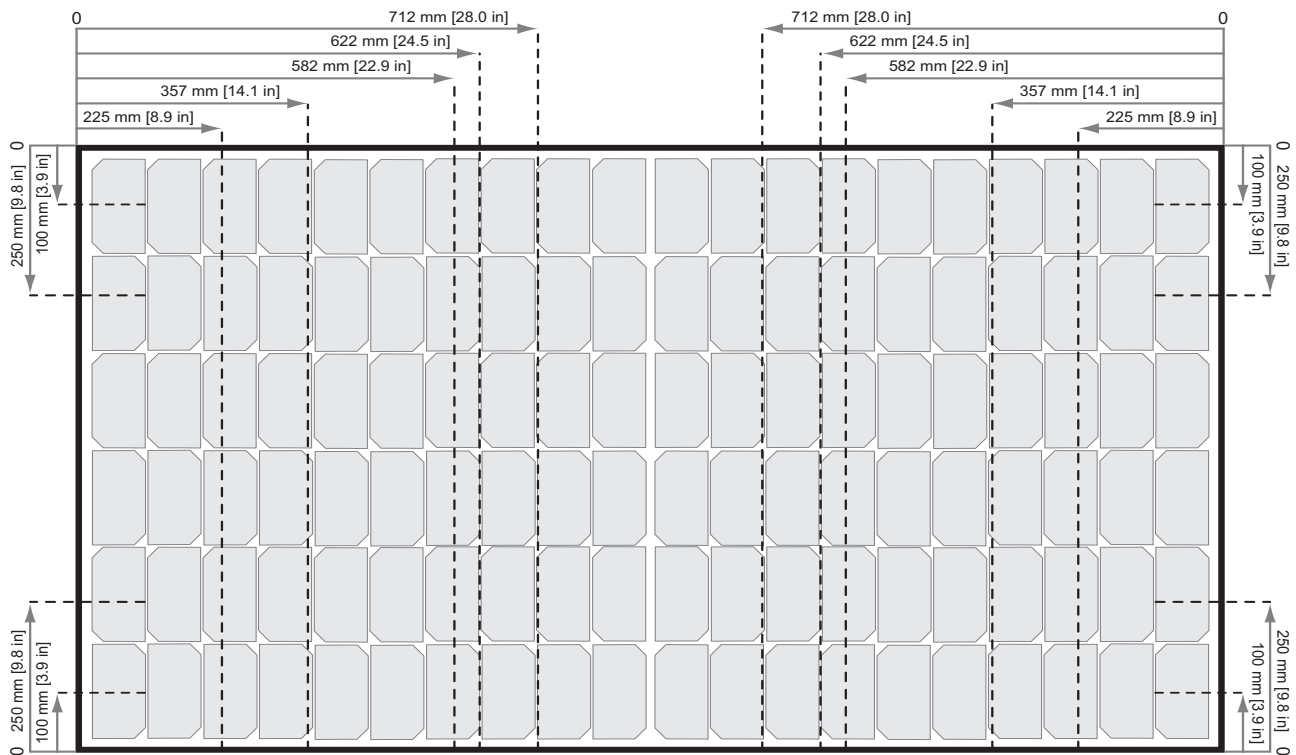 0
712 mm [28.0 in]
712 mm [28.0 in]
0
622 mm [24.5 in]
622 mm [24.5 in]
582 mm [22.9 in]
582 mm [22.9 in]
357 mm [14.1 in]
357 mm [14.1 in]
225 mm [8.9 in]
225 mm [8.9 in]
0
250 mm [9.8 in]
100 mm [3.9 in]
0
100 mm [3.9 in]
250 mm [9.8 in]
250 mm [9.8 in]
100 mm [3.9 in]
0
100 mm [3.9 in]
250 mm [9.8 in]
0